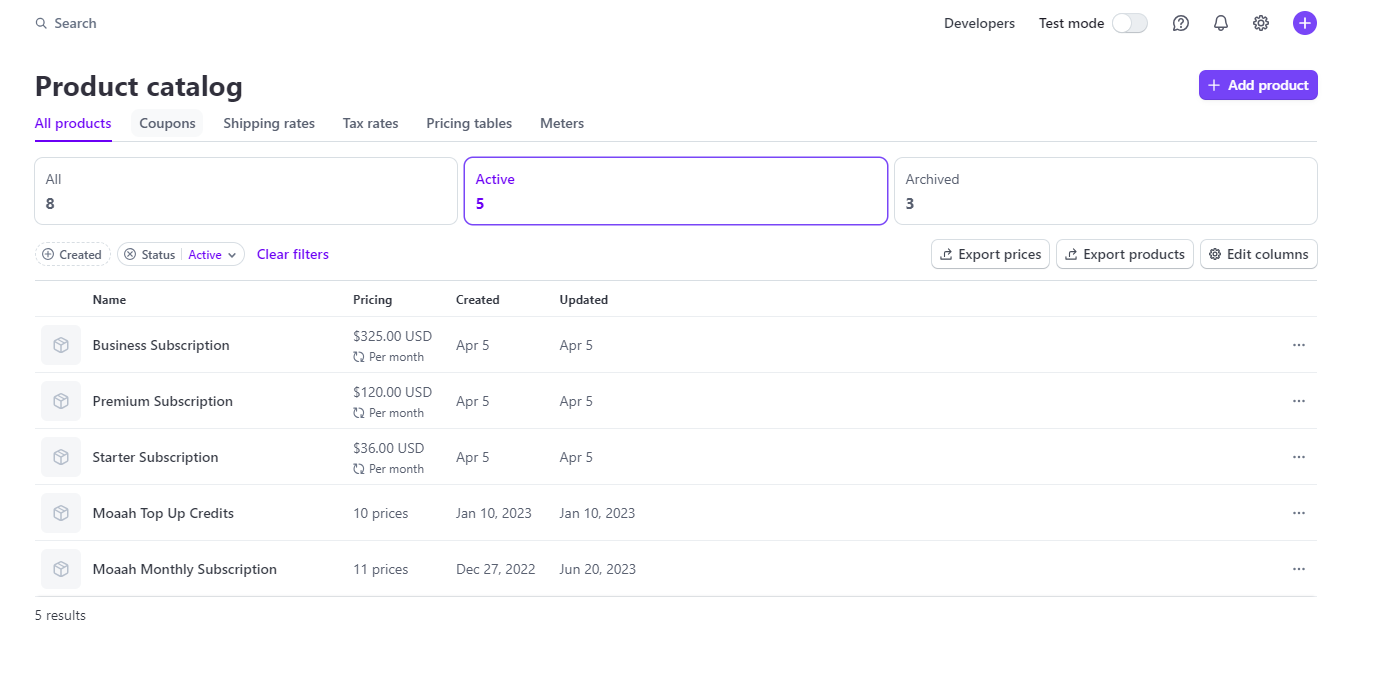 Search
Developers Test mode
Product catalog
Add product
All products Coupons Shipping rates Tax rates Pricing tables Meters
All Active Archived
8 5 3
Created Status Active Clear filters Export prices Export products Edit columns
Name Pricing Created Updated
Business Subscription $325.00 USD Per month Apr 5 Apr 5
Premium Subscription $120.00 USD Per month Apr 5 Apr 5
Starter Subscription $36.00 USD Per month Apr 5 Apr 5
Moaah Top Up Credits 10 prices Jan 10, 2023 Jan 10, 2023
Moaah Monthly Subscription 11 prices Dec 27, 2022 Jun 20, 2023
5 results